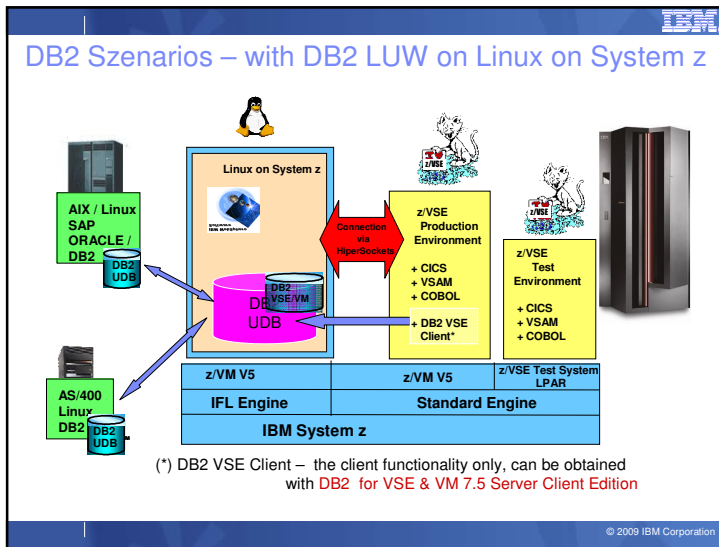 IBM
DB2 Szenarios – with DB2 LUW on Linux on System z
Linux on System z
AIX / Linux
SAP
ORACLE /
DB2
DB2
UDB
Connection
via
HiperSockets
z/VSE
z/VSE
Production
Environment
+ CICS
+ VSAM
+ COBOL
+ DB2 VSE
Client*
z/VSE
z/VSE
Test
Environment
+ CICS
+ VSAM
+ COBOL
DB2
VSE/VM
UDB
AS/400
Linux
DB2
DB2
UDB
z/VM V5
z/VM V5
z/VSE Test System
LPAR
IFL Engine
Standard Engine
IBM System z
(*) DB2 VSE Client – the client functionality only, can be obtained
with DB2 for VSE & VM 7.5 Server Client Edition
© 2009 IBM Corporation